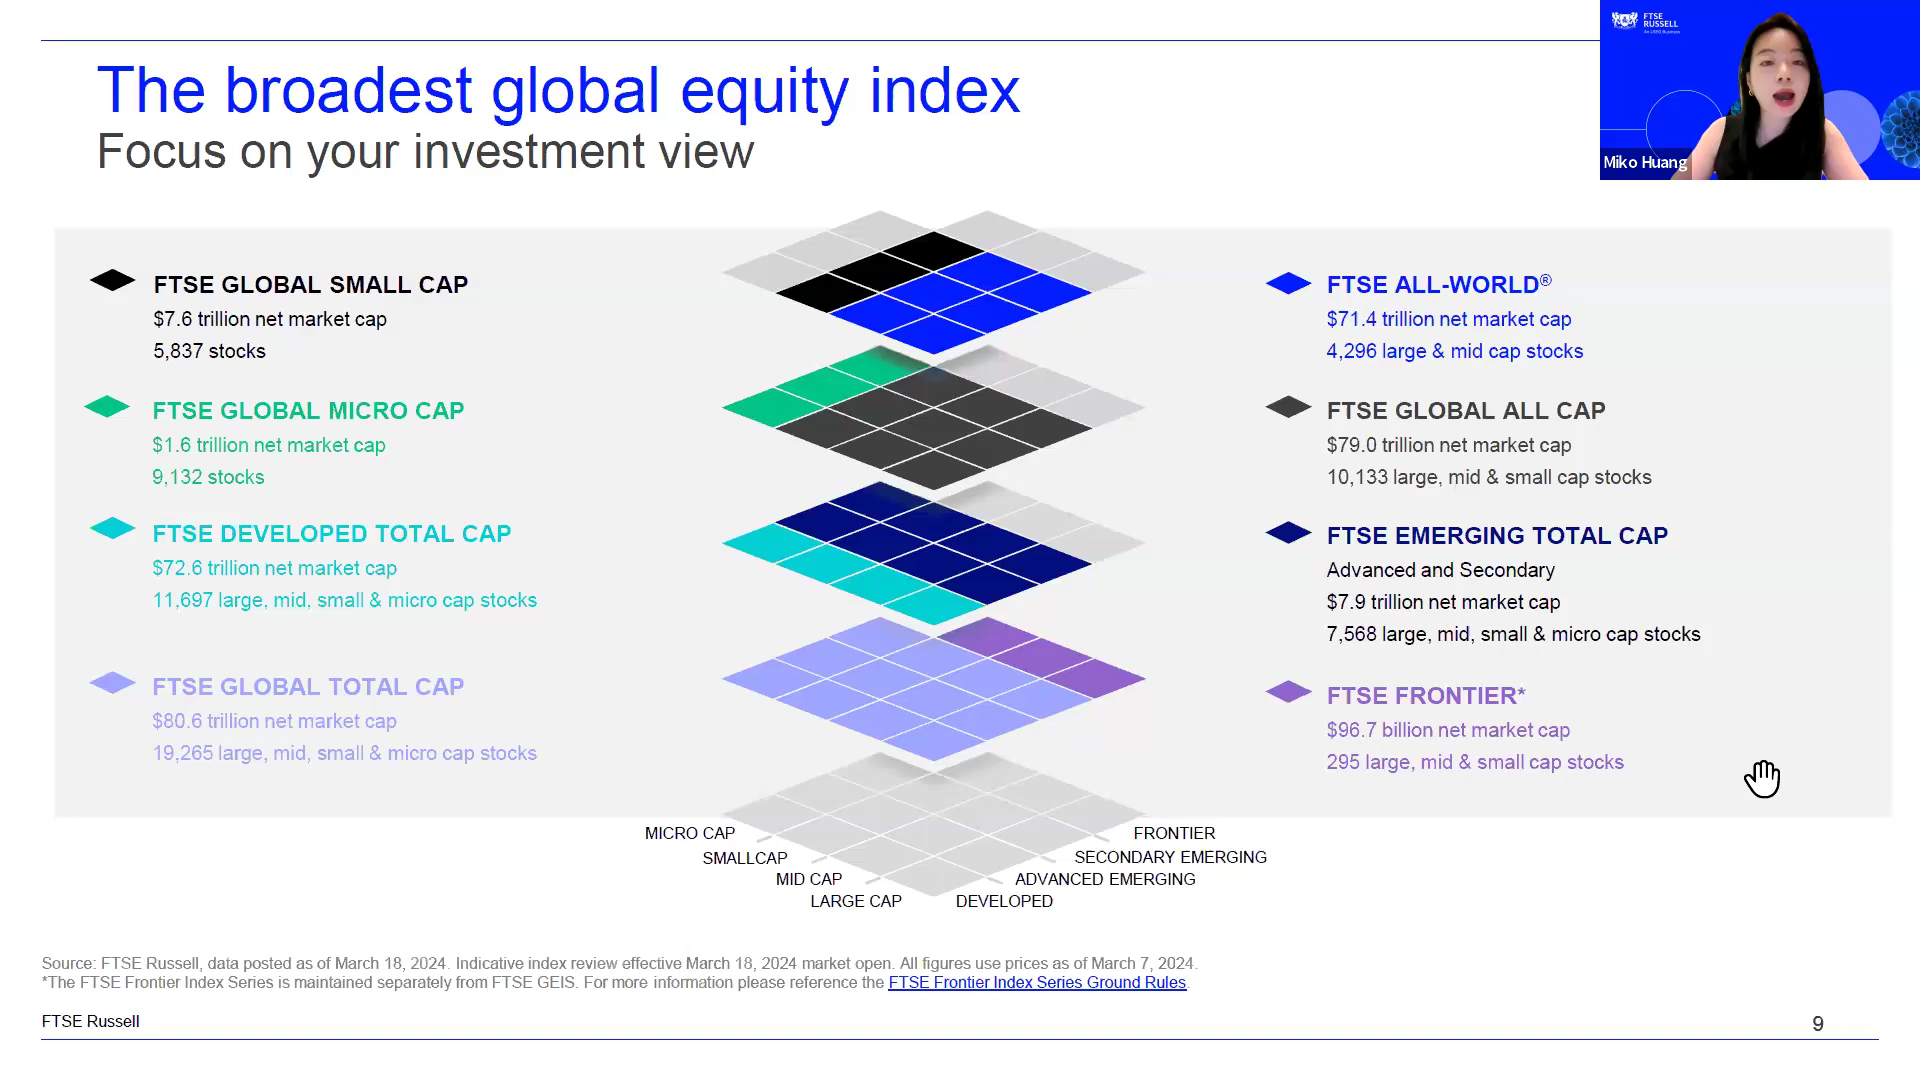 The broadest global equity index
Focus on your investment view
FTSE
RUSSELL
An LSEG Business
Miko Huang
FTSE GLOBAL SMALL CAP
$7.6 trillion net market cap
5,837 stocks
FTSE GLOBAL MICRO CAP
$1.6 trillion net market cap
9,132 stocks
FTSE DEVELOPED TOTAL CAP
$72.6 trillion net market cap
11,697 large, mid, small & micro cap stocks
FTSE GLOBAL TOTAL CAP
$80.6 trillion net market cap
19,265 large, mid, small & micro cap stocks
FTSE ALL-WORLD®
$71.4 trillion net market cap
4,296 large & mid cap stocks
FTSE GLOBAL ALL CAP
$79.0 trillion net market cap
10,133 large, mid & small cap stocks
FTSE EMERGING TOTAL CAP
Advanced and Secondary
$7.9 trillion net market cap
7,568 large, mid, small & micro cap stocks
FTSE FRONTIER*
$96.7 billion net market cap
295 large, mid & small cap stocks
MICRO CAP
SMALLCAP
MID CAP
LARGE CAP
FRONTIER
SECONDARY EMERGING
ADVANCED EMERGING
DEVELOPED
Source: FTSE Russell, data posted as of March 18, 2024. Indicative index review effective March 18, 2024 market open. All figures use prices as of March 7, 2024.
*The FTSE Frontier Index Series is maintained separately from FTSE GEIS. For more information please reference the FTSE Frontier Index Series Ground Rules.
FTSE Russell
9